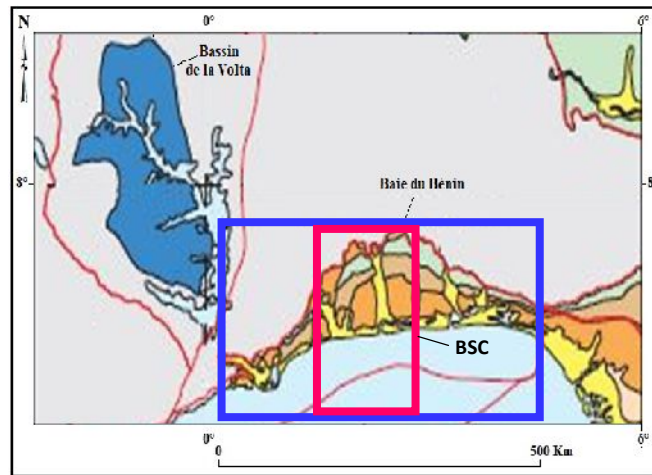 N
0°
6°
Bassin
de la Volta
8°
8
Baie du Bénin
BSC
0°
6°
0
500 Km